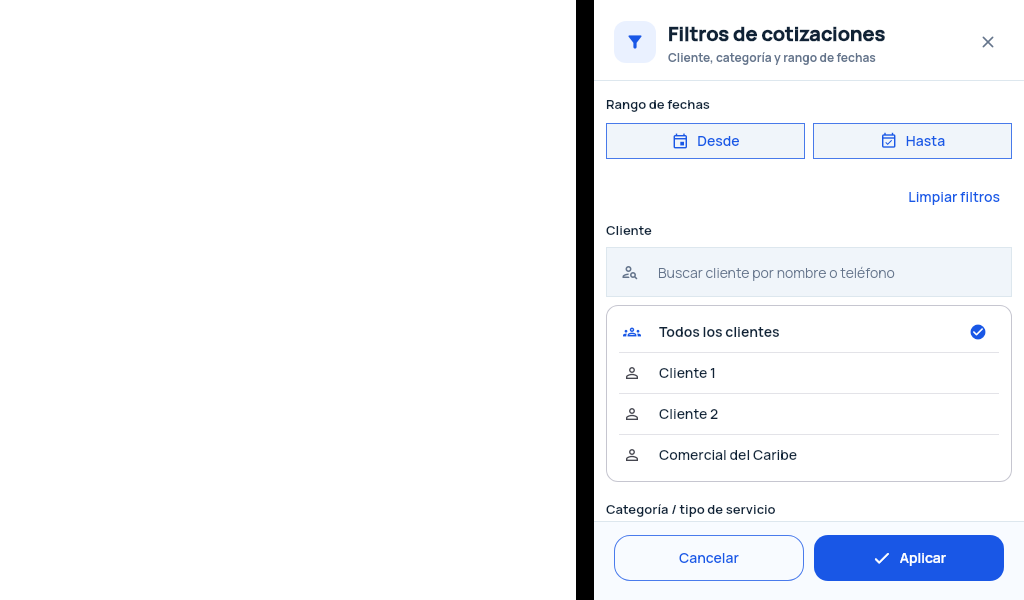 Filtros de cotizaciones
Cliente, categoría y rango de fechas
Rango de fechas
Desde
Hasta
Limpiar filtros
Cliente
Buscar cliente por nombre o teléfono
Todos los clientes
Cliente 1
Cliente 2
Comercial del Caribe
Categoría / tipo de servicio
Cancelar
Aplicar